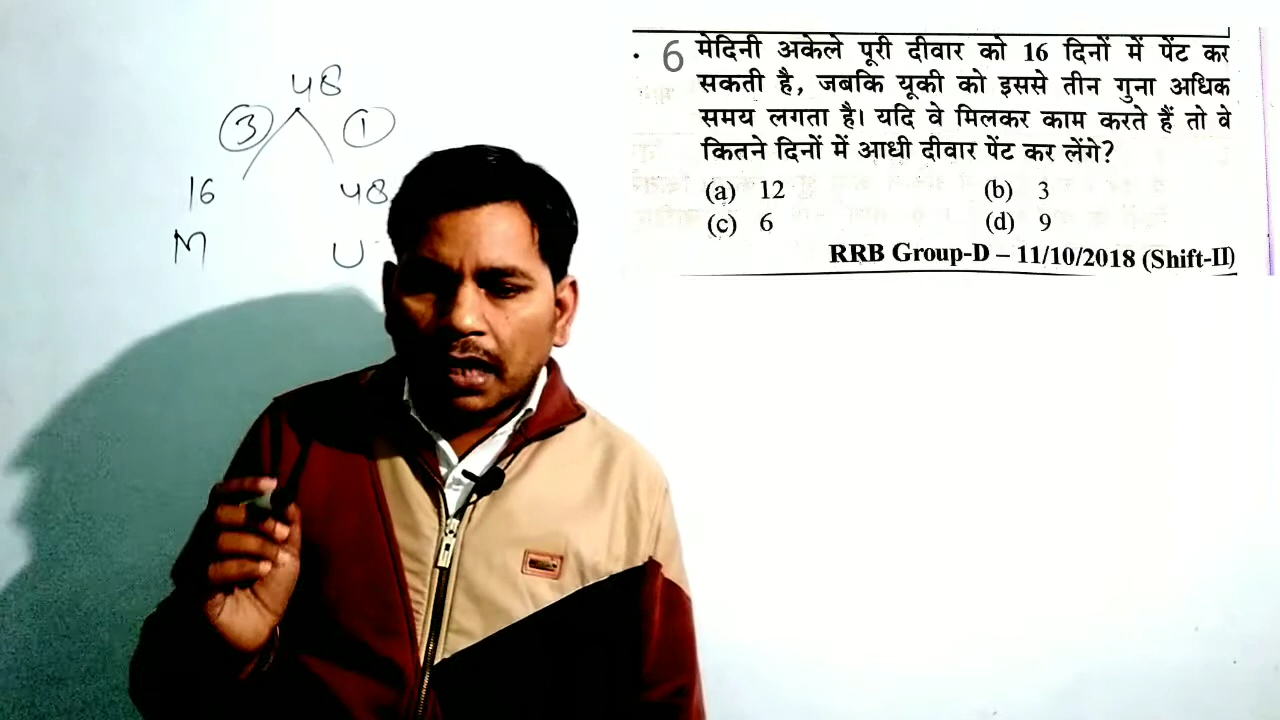 48
3 1
16 48
M U
. 6 मेदिनी अकेले पूरी दीवार को 16 दिनों में पेंट कर
सकती है, जबकि यूकी को इससे तीन गुना अधिक
समय लगता है। यदि वे मिलकर काम करते हैं तो वे
कितने दिनों में आधी दीवार पेंट कर लेंगे?
(a) 12 (b) 3
(c) 6 (d) 9
RRB Group-D – 11/10/2018 (Shift-II)